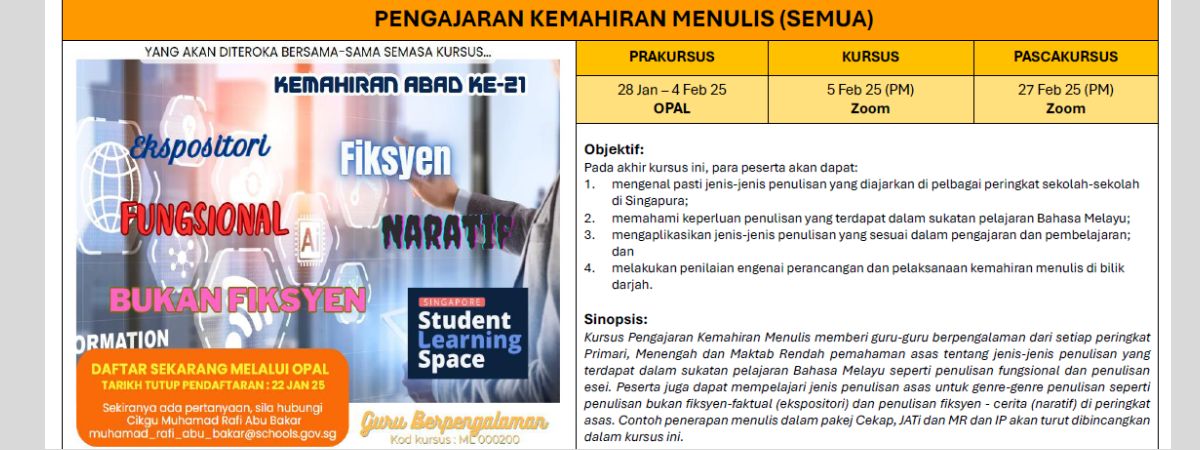 PENGAJARAN KEMAHIRAN MENULIS (SEMUA)
YANG AKAN DITEROKA BERSAMA-SAMA SEMASA KURSUS...
KEMAHIRAN ABAD KE-21
Ekspositori
Fiksyen
FUNGSIONAL
AI
NARATIF
BUKAN FIKSYEN
SINGAPORE
Student
Learning
Space
ORMATION
DAFTAR SEKARANG MELALUI OPAL
TARIKH TUTUP PENDAFTARAN : 22 JAN 25
Sekiranya ada pertanyaan, sila hubungi
Cikgu Muhamad Rafi Abu Bakar
muhamad_rafi_abu_bakar@schools.gov.sg
Guru Berpengalaman
Kod kursus : ML 000200
PRAKURSUS KURSUS PASCAKURSUS
28 Jan – 4 Feb 25 5 Feb 25 (PM) 27 Feb 25 (PM)
OPAL Zoom Zoom
Objektif:
Pada akhir kursus ini, para peserta akan dapat:
1. mengenal pasti jenis-jenis penulisan yang diajarkan di pelbagai peringkat sekolah-sekolah
di Singapura;
2. memahami keperluan penulisan yang terdapat dalam sukatan pelajaran Bahasa Melayu;
3. mengaplikasikan jenis-jenis penulisan yang sesuai dalam pengajaran dan pembelajaran;
dan
4. melakukan penilaian engenai perancangan dan pelaksanaan kemahiran menulis di bilik
darjah.
Sinopsis:
Kursus Pengajaran Kemahiran Menulis memberi guru-guru berpengalaman dari setiap peringkat
Primari, Menengah dan Maktab Rendah pemahaman asas tentang jenis-jenis penulisan yang
terdapat dalam sukatan pelajaran Bahasa Melayu seperti penulisan fungsional dan penulisan
esei. Peserta juga dapat mempelajari jenis penulisan asas untuk genre-genre penulisan seperti
penulisan bukan fiksyen-faktual (ekspositori) dan penulisan fiksyen - cerita (naratif) di peringkat
asas. Contoh penerapan menulis dalam pakej Cekap, JATi dan MR dan IP akan turut dibincangkan
dalam kursus ini.